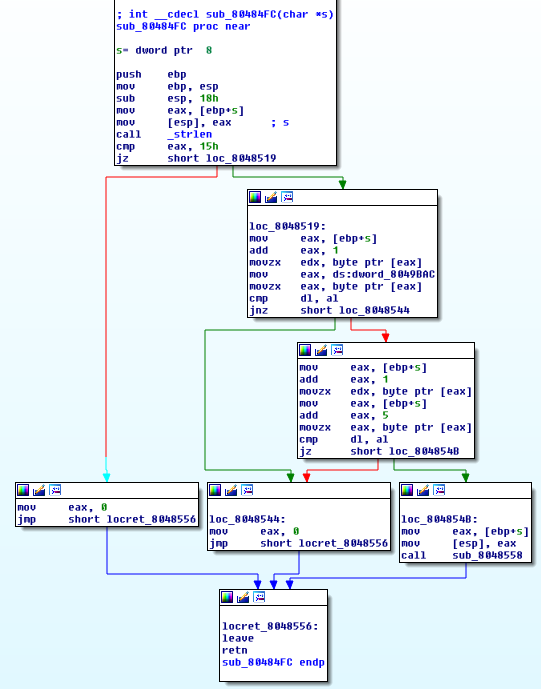 ; int __cdecl sub_80484FC(char *s)
sub_80484FC proc near
s= dword ptr  8
push    ebp
mov     ebp, esp
sub     esp, 18h
mov     eax, [ebp+s]
mov     [esp], eax      ; s
call    _strlen
cmp     eax, 15h
jz      short loc_8048519
loc_8048519:
mov     eax, [ebp+s]
add     eax, 1
movzx   edx, byte ptr [eax]
mov     eax, ds:dword_8049BAC
movzx   eax, byte ptr [eax]
cmp     dl, al
jnz     short loc_8048544
mov     eax, [ebp+s]
add     eax, 1
movzx   edx, byte ptr [eax]
mov     eax, [ebp+s]
add     eax, 5
movzx   eax, byte ptr [eax]
cmp     dl, al
jz      short loc_804854B
mov     eax, 0
jmp     short locret_8048556
loc_8048544:
mov     eax, 0
jmp     short locret_8048556
loc_804854B:
mov     eax, [ebp+s]
mov     [esp], eax
call    sub_8048558
locret_8048556:
leave
retn
sub_80484FC endp